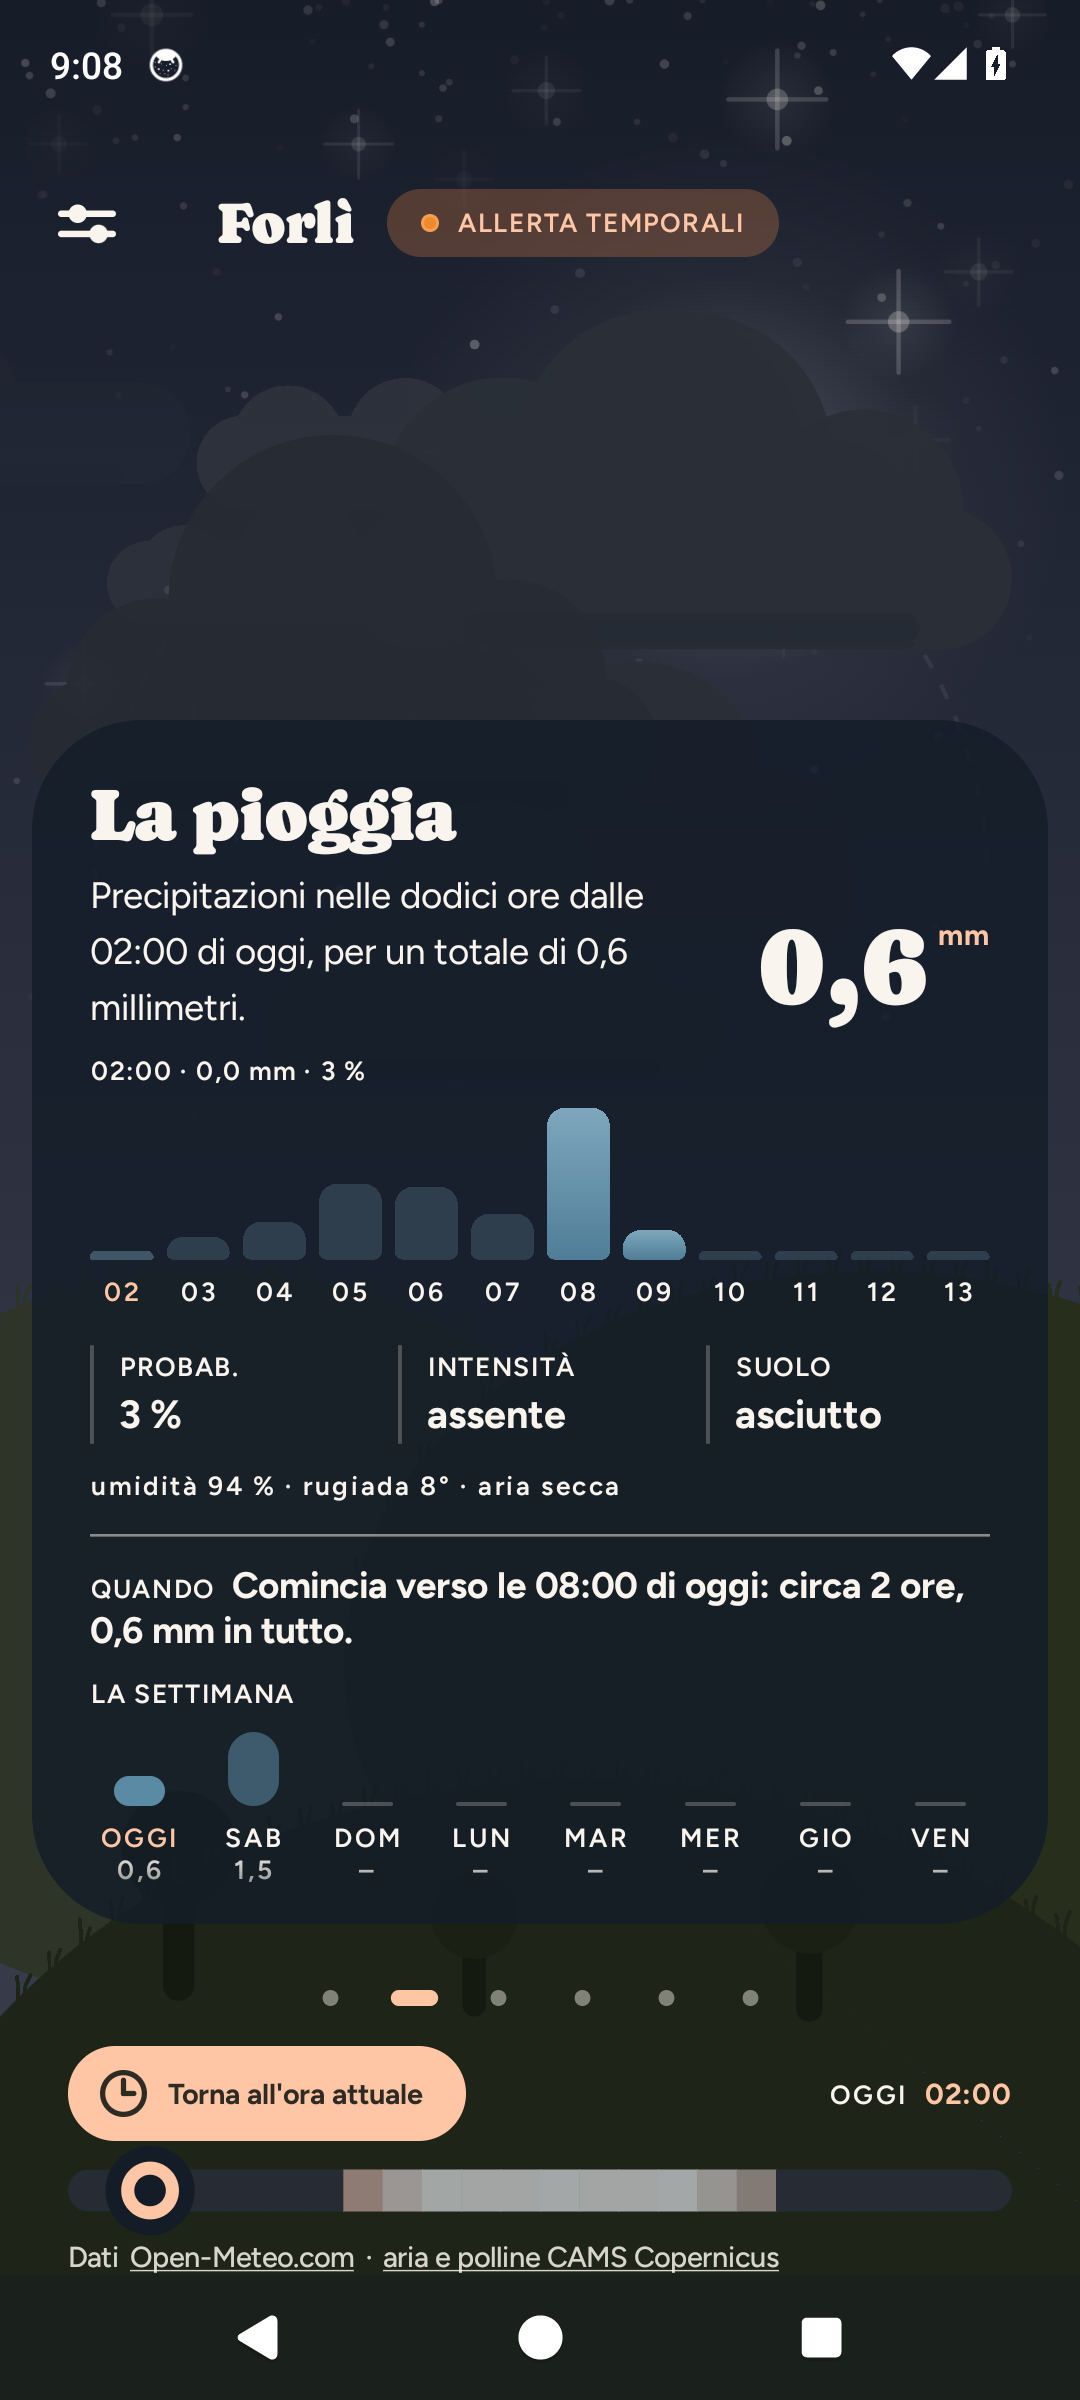 9:08
Forlì
ALLERTA TEMPORALI
La pioggia
Precipitazioni nelle dodici ore dalle
02:00 di oggi, per un totale di 0,6
millimetri.
0,6 mm
02:00 · 0,0 mm · 3 %
02 03 04 05 06 07 08 09 10 11 12 13
PROBAB. INTENSITÀ SUOLO
3 % assente asciutto
umidità 94 % · rugiada 8° · aria secca
QUANDO Comincia verso le 08:00 di oggi: circa 2 ore,
0,6 mm in tutto.
LA SETTIMANA
OGGI SAB DOM LUN MAR MER GIO VEN
0,6 1,5 – – – – – –
Torna all'ora attuale
OGGI 02:00
Dati Open-Meteo.com · aria e polline CAMS Copernicus